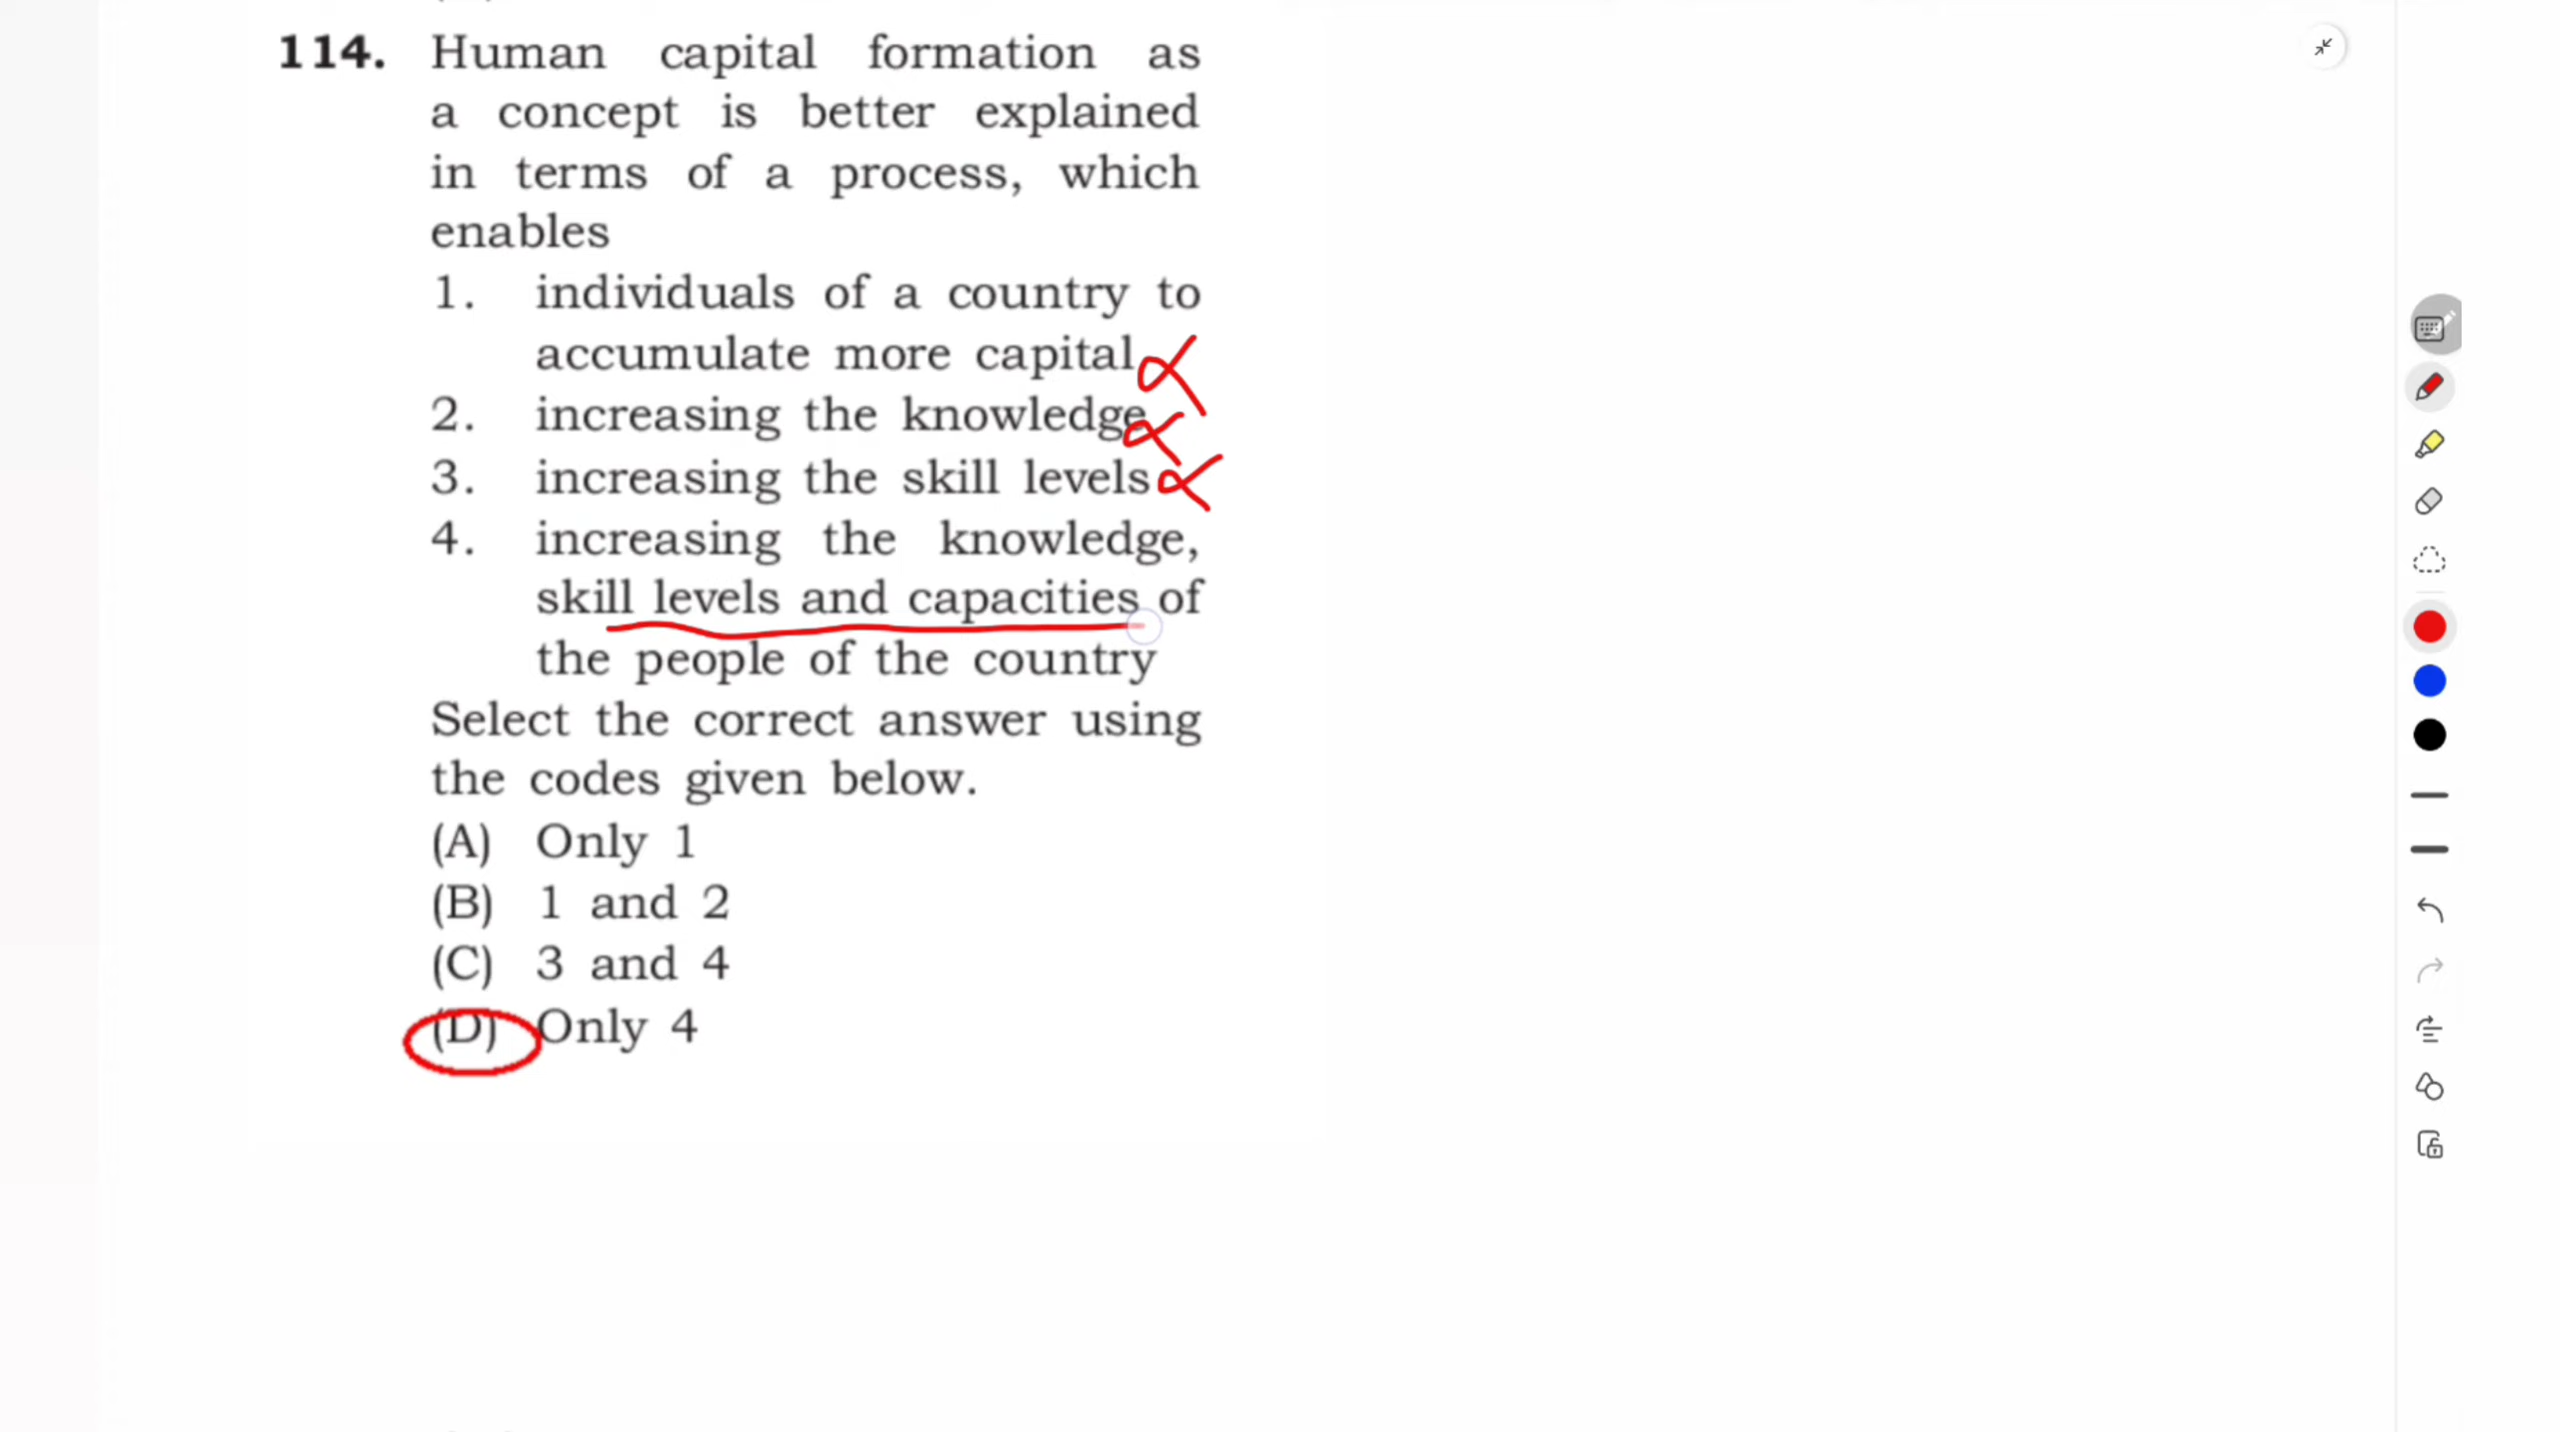 114. Human capital formation as
a concept is better explained
in terms of a process, which
enables
1. individuals of a country to
accumulate more capital
2. increasing the knowledge
3. increasing the skill levels
4. increasing the knowledge,
skill levels and capacities of
the people of the country
Select the correct answer using
the codes given below.
(A) Only 1
(B) 1 and 2
(C) 3 and 4
(D) Only 4